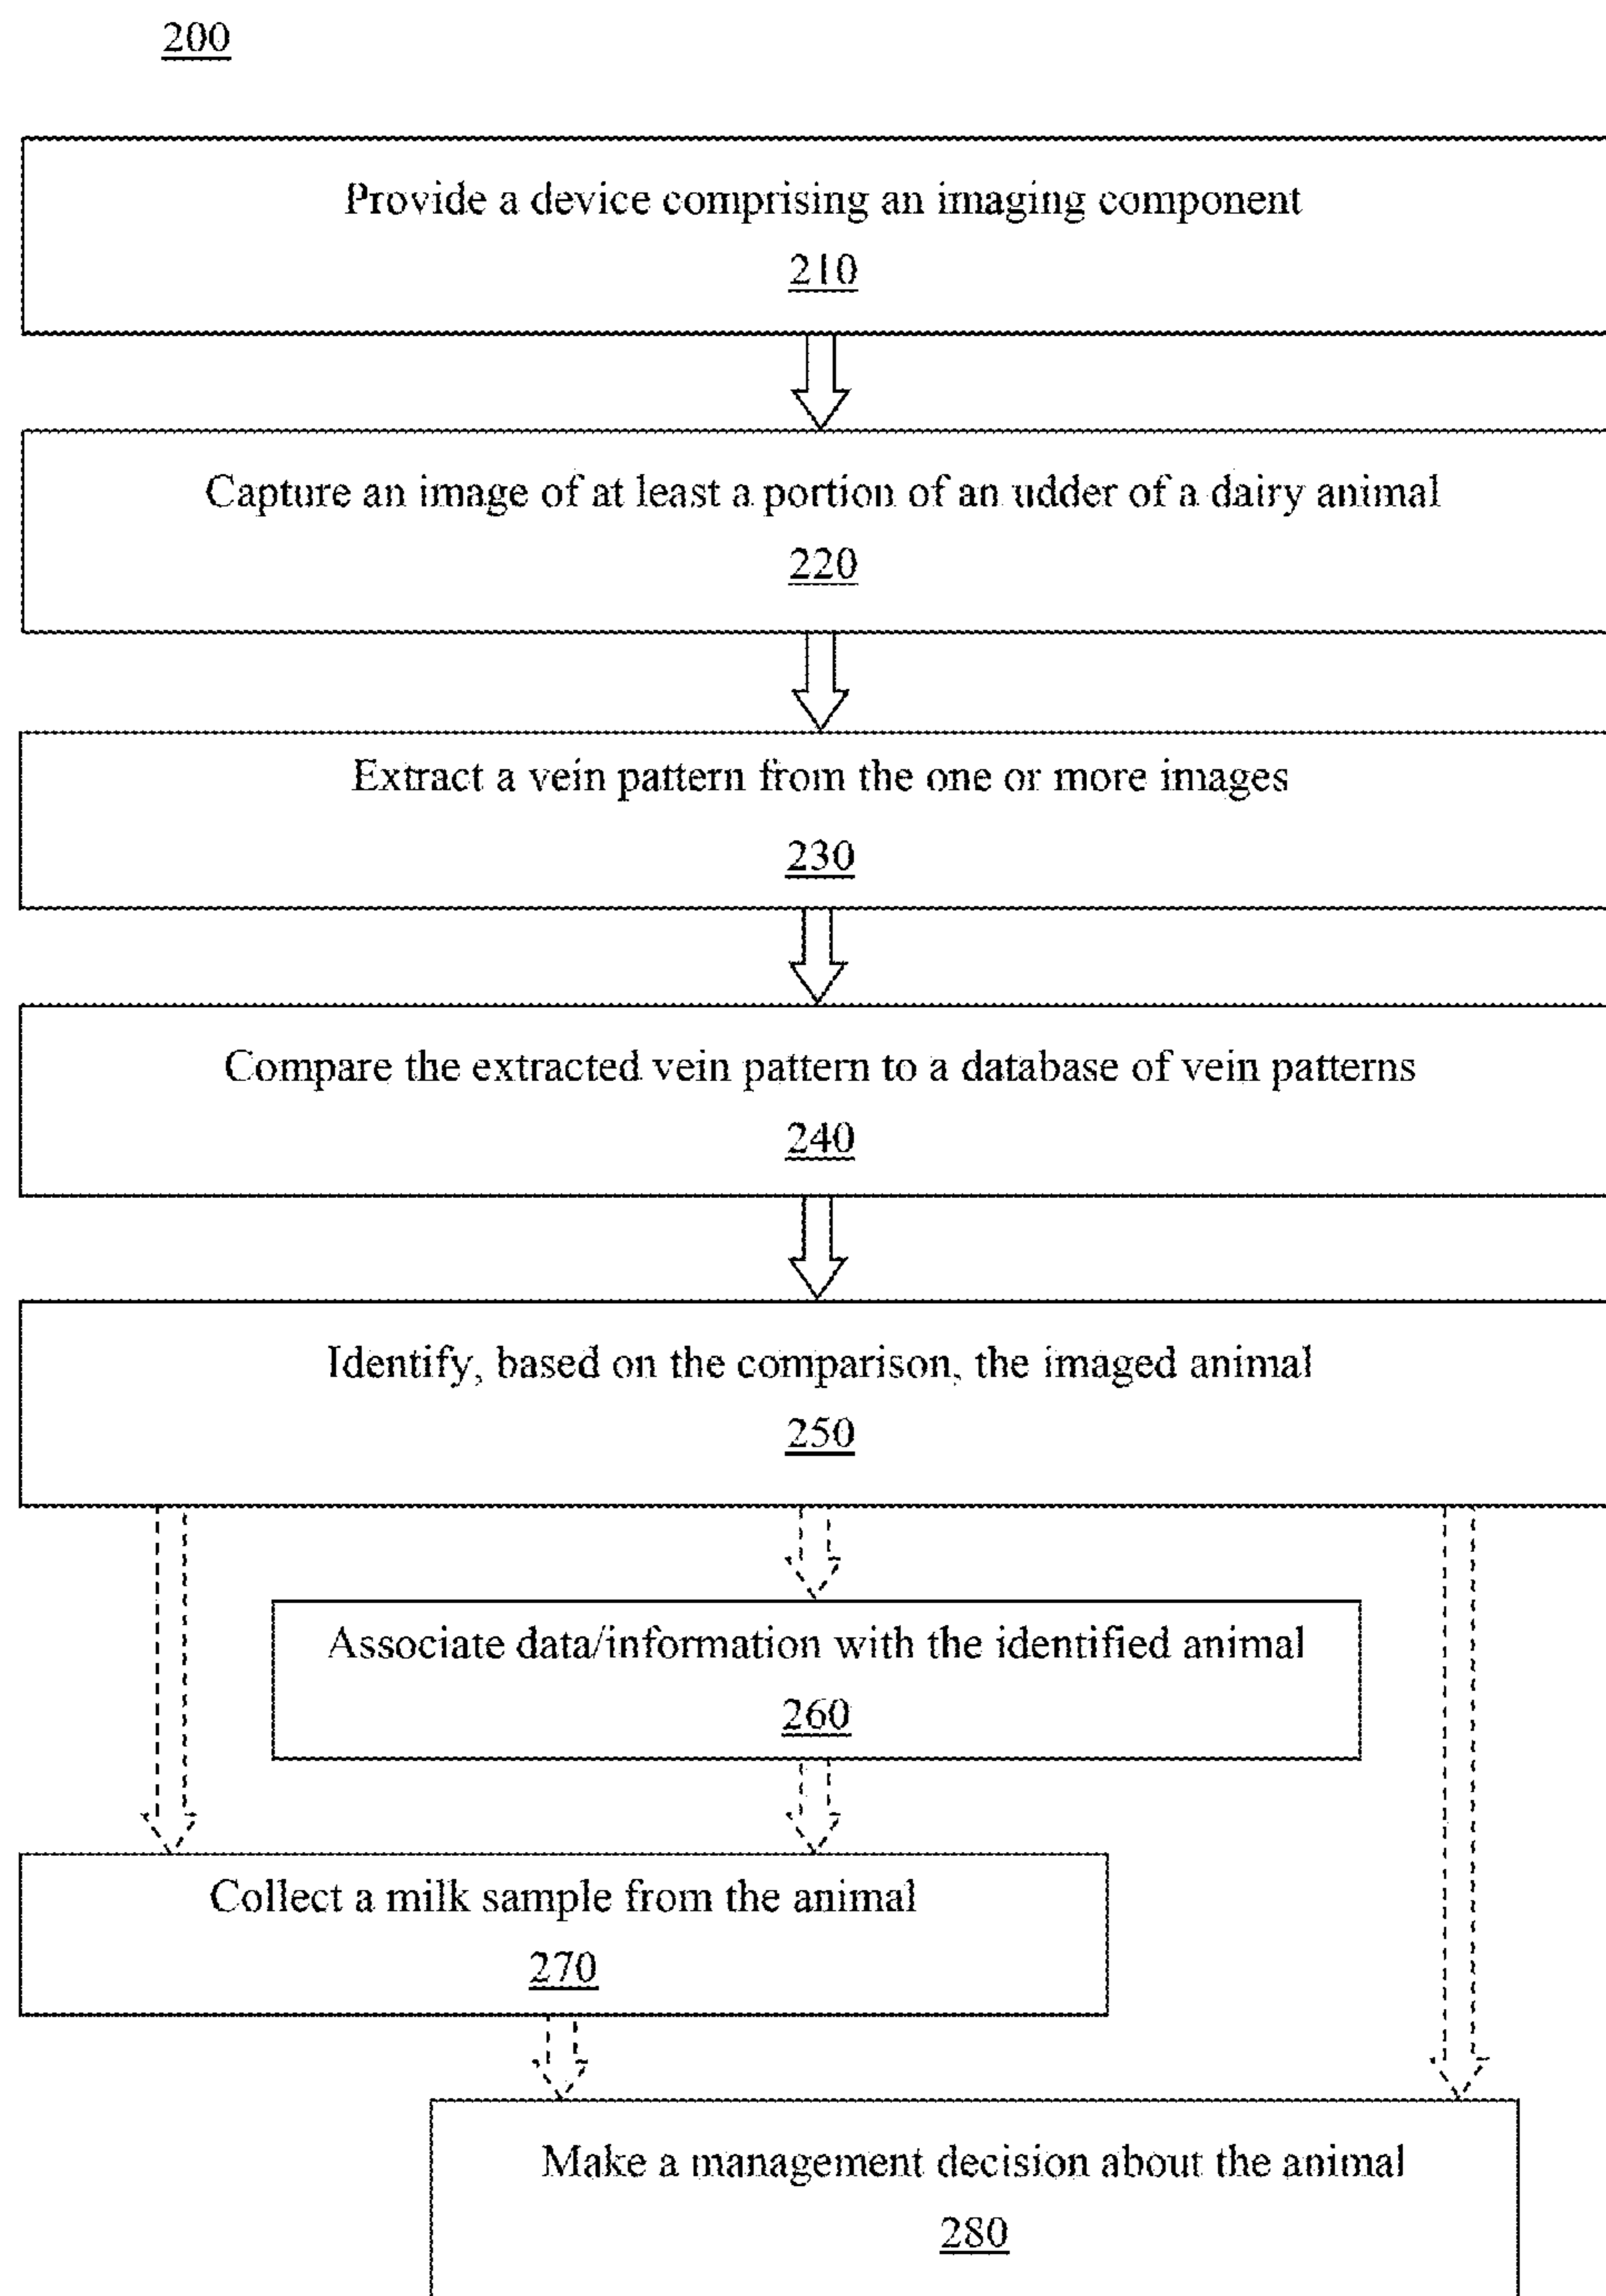 200
Provide a device comprising an imaging component
210
Capture an image of at least a portion of an udder of a dairy animal
220
Extract a vein pattern from the one or more images
230
Compare the extracted vein pattern to a database of vein patterns
240
Identify, based on the comparison, the imaged animal
250
Associate data/information with the identified animal
260
Collect a milk sample from the animal
270
Make a management decision about the animal
280